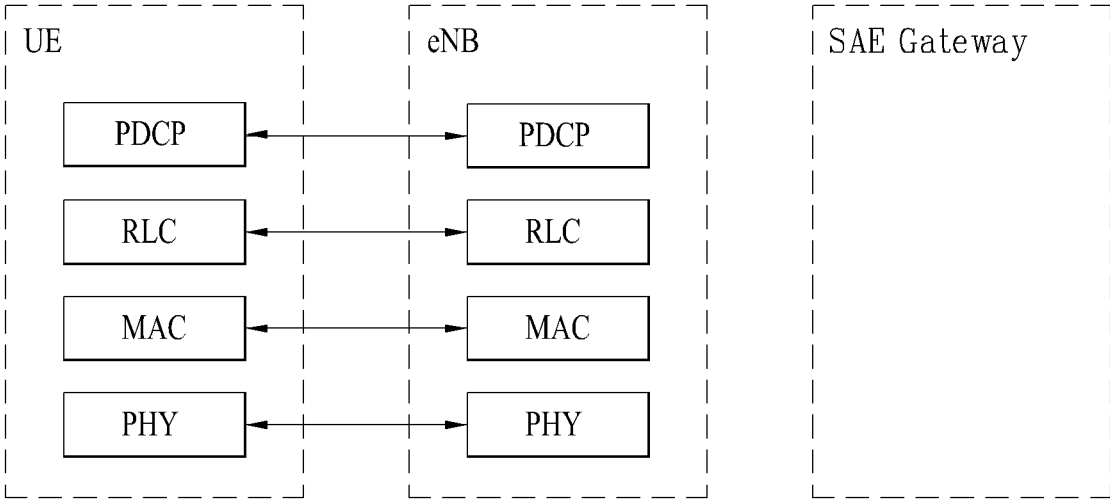 UE
eNB
SAE Gateway
PDCP
PDCP
RLC
RLC
MAC
MAC
PHY
PHY